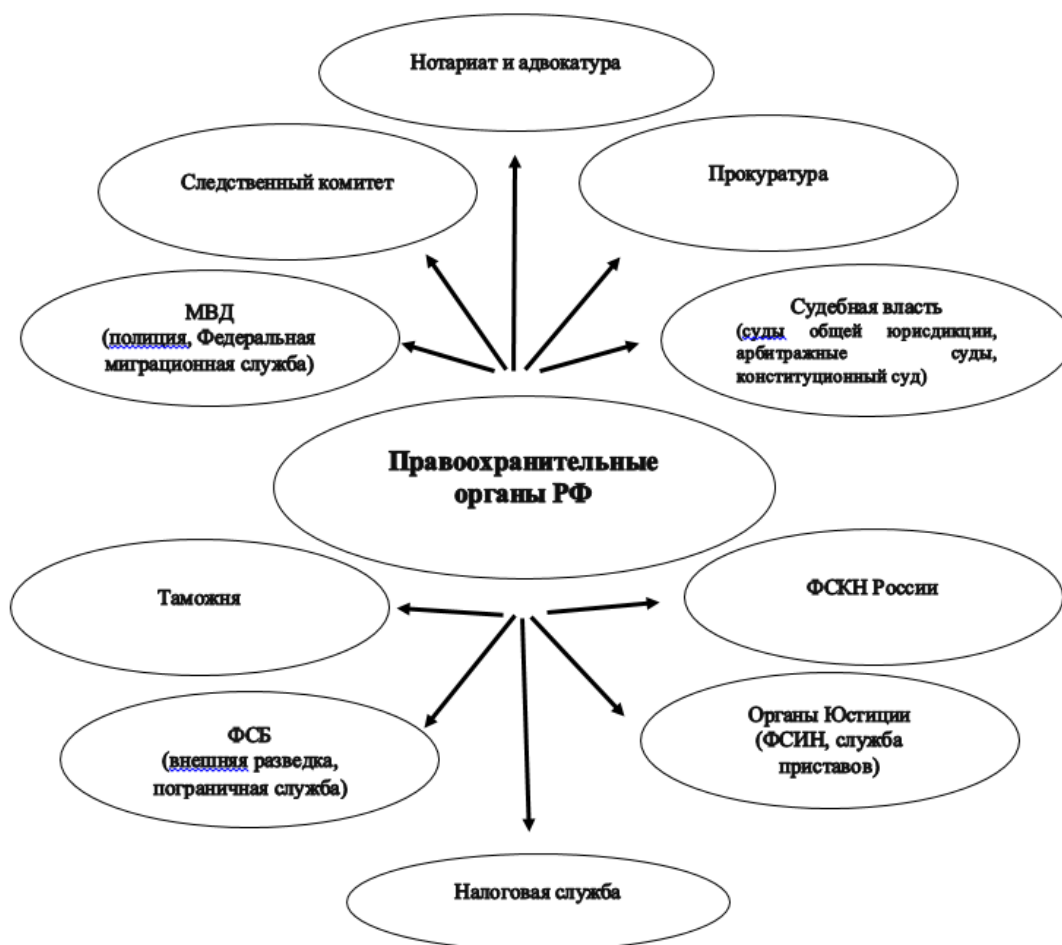 Нотариат и адвокатура
Следственный комитет
Прокуратура
МВД
(полиция, Федеральная
миграционная служба)
Судебная власть
(суды общей юрисдикции,
арбитражные суды,
конституционный суд)
Правоохранительные
органы РФ
Таможня
ФСКН России
ФСБ
(внешняя разведка,
пограничная служба)
Органы Юстиции
(ФСИН, служба
приставов)
Налоговая служба